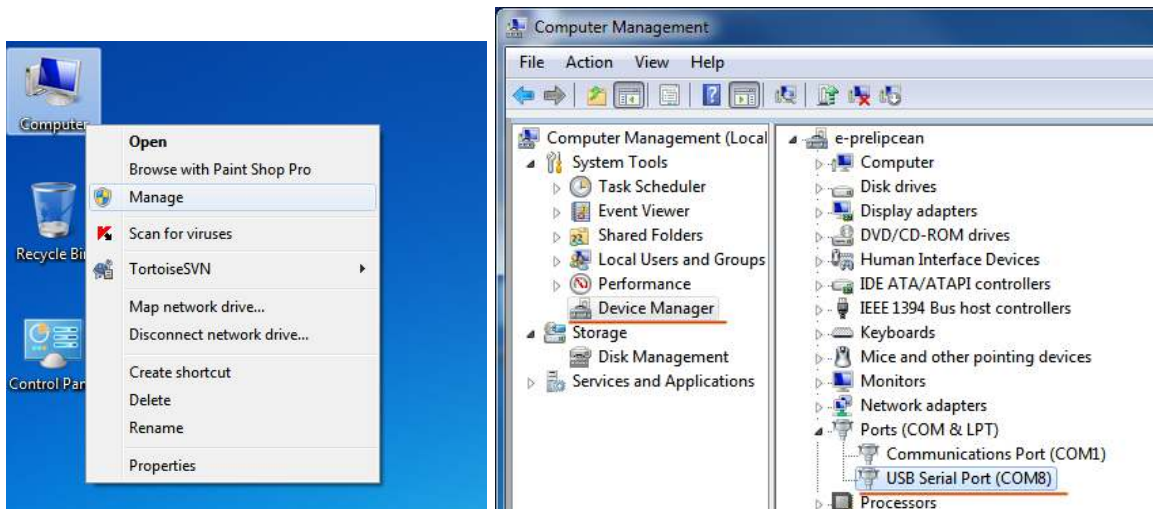 Computer
Open
Browse with Paint Shop Pro
Manage
Scan for viruses
Recycle Bi
TortoiseSVN
Map network drive...
Disconnect network drive...
Control Pan
Create shortcut
Delete
Rename
Properties
Computer Management
File Action View Help
Computer Management (Local
System Tools
Task Scheduler
Event Viewer
Shared Folders
Local Users and Groups
Performance
Device Manager
Storage
Disk Management
Services and Applications
e-prelipcean
Computer
Disk drives
Display adapters
DVD/CD-ROM drives
Human Interface Devices
IDE ATA/ATAPI controllers
IEEE 1394 Bus host controllers
Keyboards
Mice and other pointing devices
Monitors
Network adapters
Ports (COM & LPT)
Communications Port (COM1)
USB Serial Port (COM8)
Processors